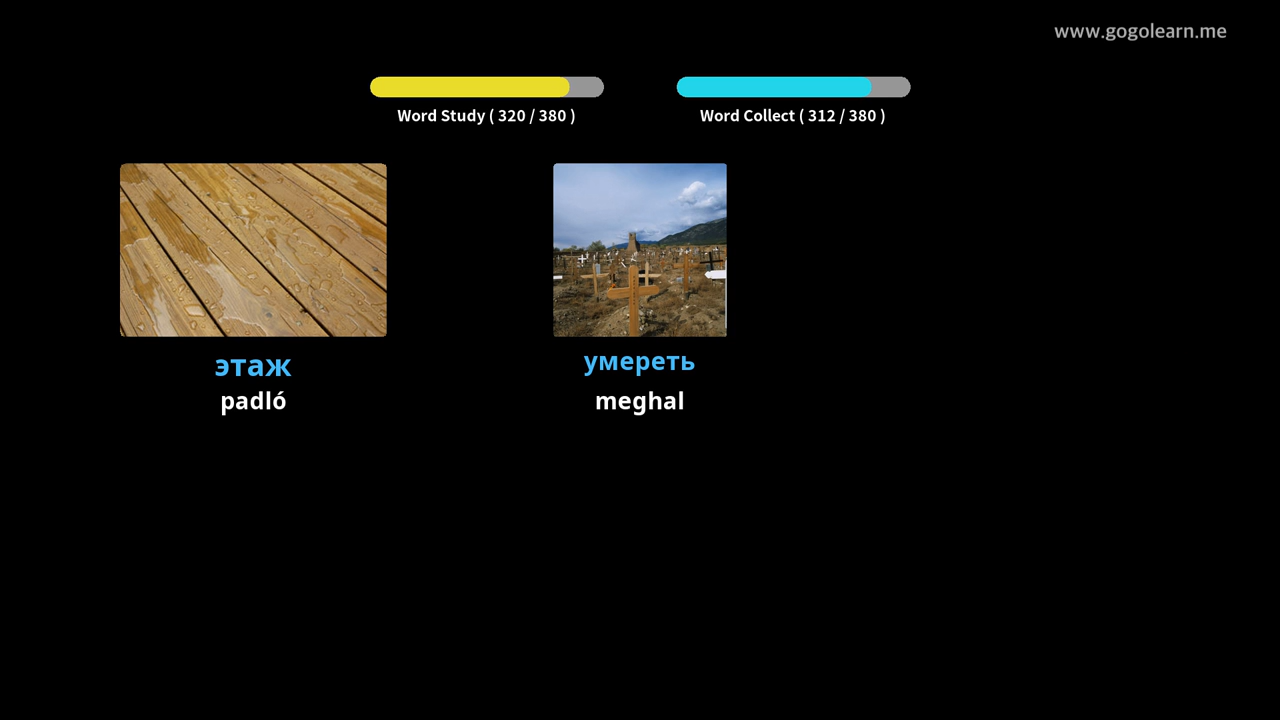 www.gogolearn.me
Word Study ( 320 / 380 )
Word Collect ( 312 / 380 )
этаж
padló
умереть
meghal